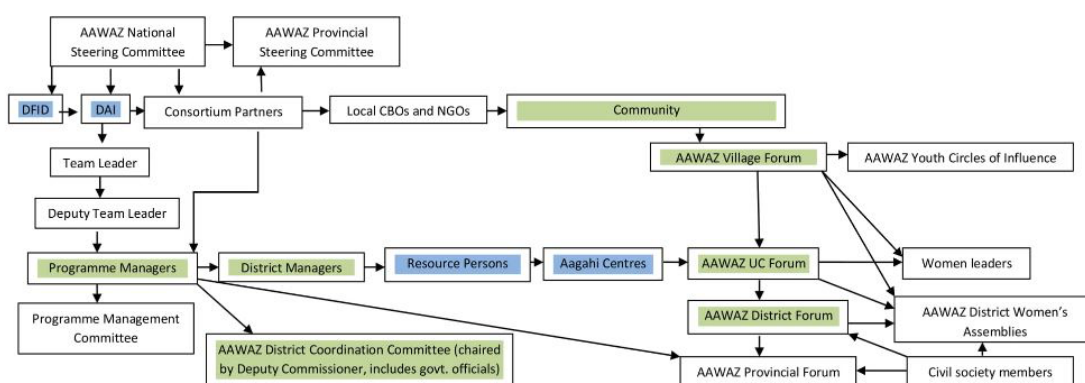 AAWAZ National
Steering Committee
AAWAZ Provincial
Steering Committee
DFID
DAI
Consortium Partners
Local CBOs and NGOs
Community
Team Leader
AAWAZ Village Forum
AAWAZ Youth Circles of Influence
Deputy Team Leader
Programme Managers
District Managers
Resource Persons
Aagahi Centres
AAWAZ UC Forum
Women leaders
Programme Management
Committee
AAWAZ District Forum
AAWAZ District Women's
Assemblies
AAWAZ District Coordination Committee (chaired
by Deputy Commissioner, includes govt. officials)
AAWAZ Provincial Forum
Civil society members